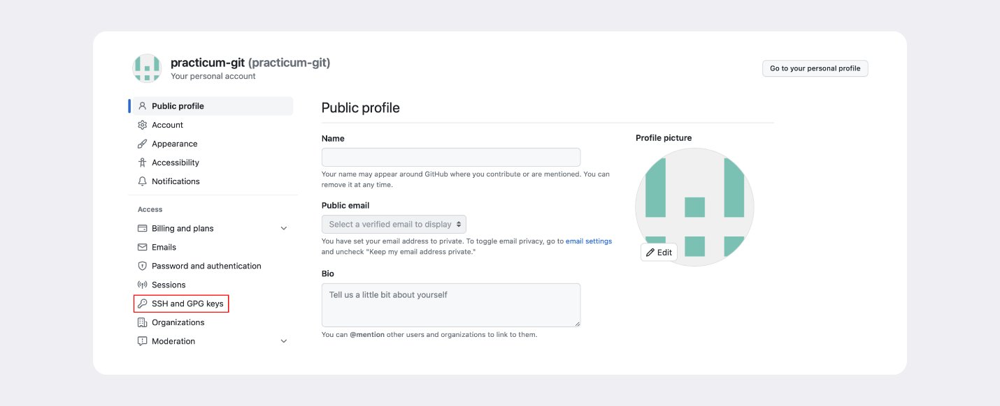 practicum-git (practicum-git)
Your personal account
Go to your personal profile
Public profile
Account
Appearance
Accessibility
Notifications
Access
Billing and plans
Emails
Password and authentication
Sessions
SSH and GPG keys
Organizations
Moderation
Public profile
Name
Your name may appear around GitHub where you contribute or are mentioned. You can
remove it at any time.
Public email
Select a verified email to display
You have set your email address to private. To toggle email privacy, go to email settings
and uncheck "Keep my email address private."
Bio
Tell us a little bit about yourself
You can @mention other users and organizations to link to them.
Profile picture
Edit